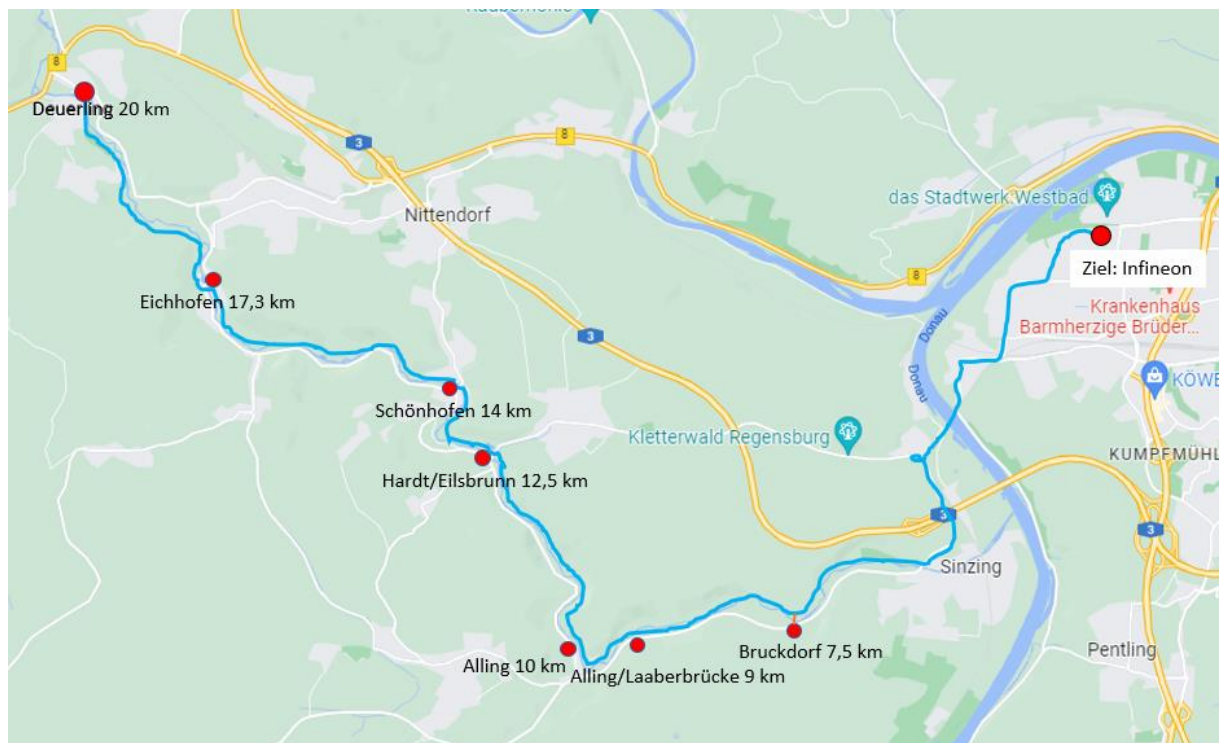 Räubermühle
8
Deuerling 20 km
3
8
Nittendorf
das Stadtwerk.Westbad
Ziel: Infineon
8
Eichhofen 17,3 km
Krankenhaus
Barmherzige Brüder...
Donau
3
Donau
KÖWE
Schönhofen 14 km
Kletterwald Regensburg
KUMPFMÜHL
Hardt/Eilsbrunn 12,5 km
3
3
Sinzing
Bruckdorf 7,5 km
Pentling
Alling 10 km
Alling/Laaberbrücke 9 km